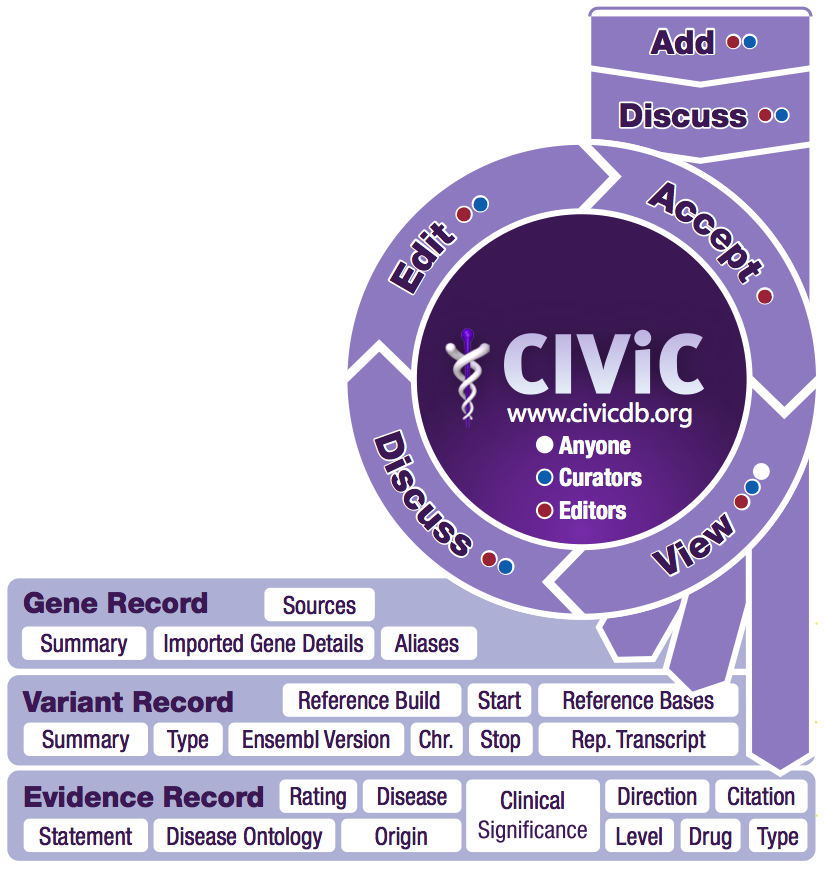 Add
Discuss
Accept
Edit
CIViC
www.civicdb.org
Anyone
Curators
Editors
View
Discuss
Gene Record
Sources
Summary
Imported Gene Details
Aliases
Variant Record
Reference Build
Start
Reference Bases
Summary
Type
Ensembl Version
Chr.
Stop
Rep. Transcript
Evidence Record
Rating
Disease
Clinical
Significance
Direction
Citation
Statement
Disease Ontology
Origin
Level
Drug
Type